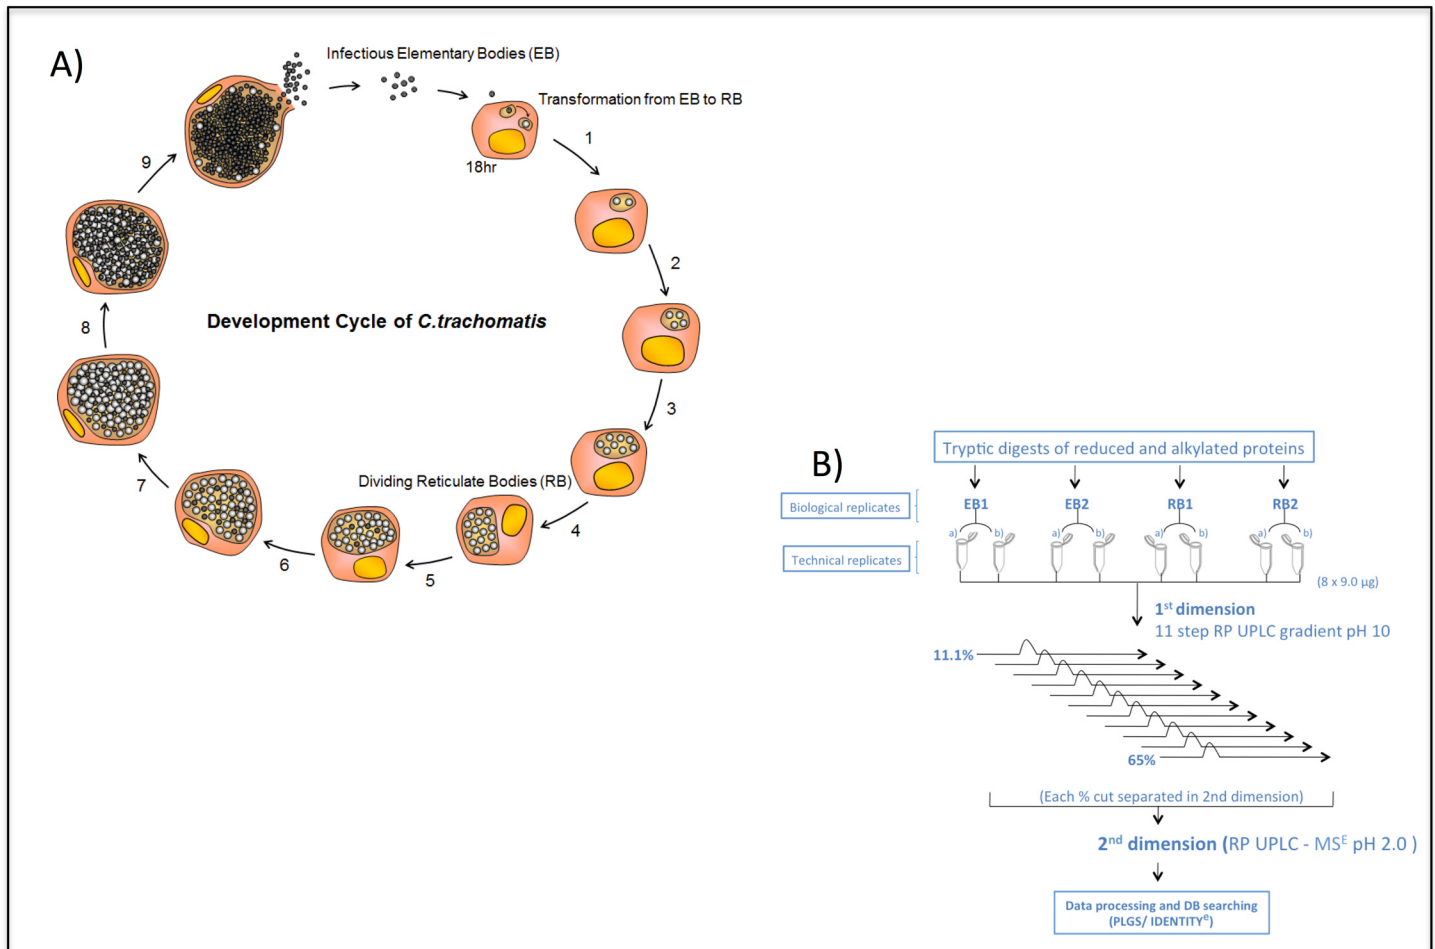 A)
Infectious Elementary Bodies (EB)
Transformation from EB to RB
18hr
1
2
3
4
5
6
7
8
9
Development Cycle of C.trachomatis
Dividing Reticulate Bodies (RB)
B)
Tryptic digests of reduced and alkylated proteins
Biological replicates
EB1 EB2 RB1 RB2
a) b) a) b) a) b) a) b)
Technical replicates
(8 x 9.0 µg)
1st dimension
11 step RP UPLC gradient pH 10
11.1%
65%
(Each % cut separated in 2nd dimension)
2nd dimension (RP UPLC - MSE pH 2.0 )
Data processing and DB searching
(PLGS/ IDENTITYe)